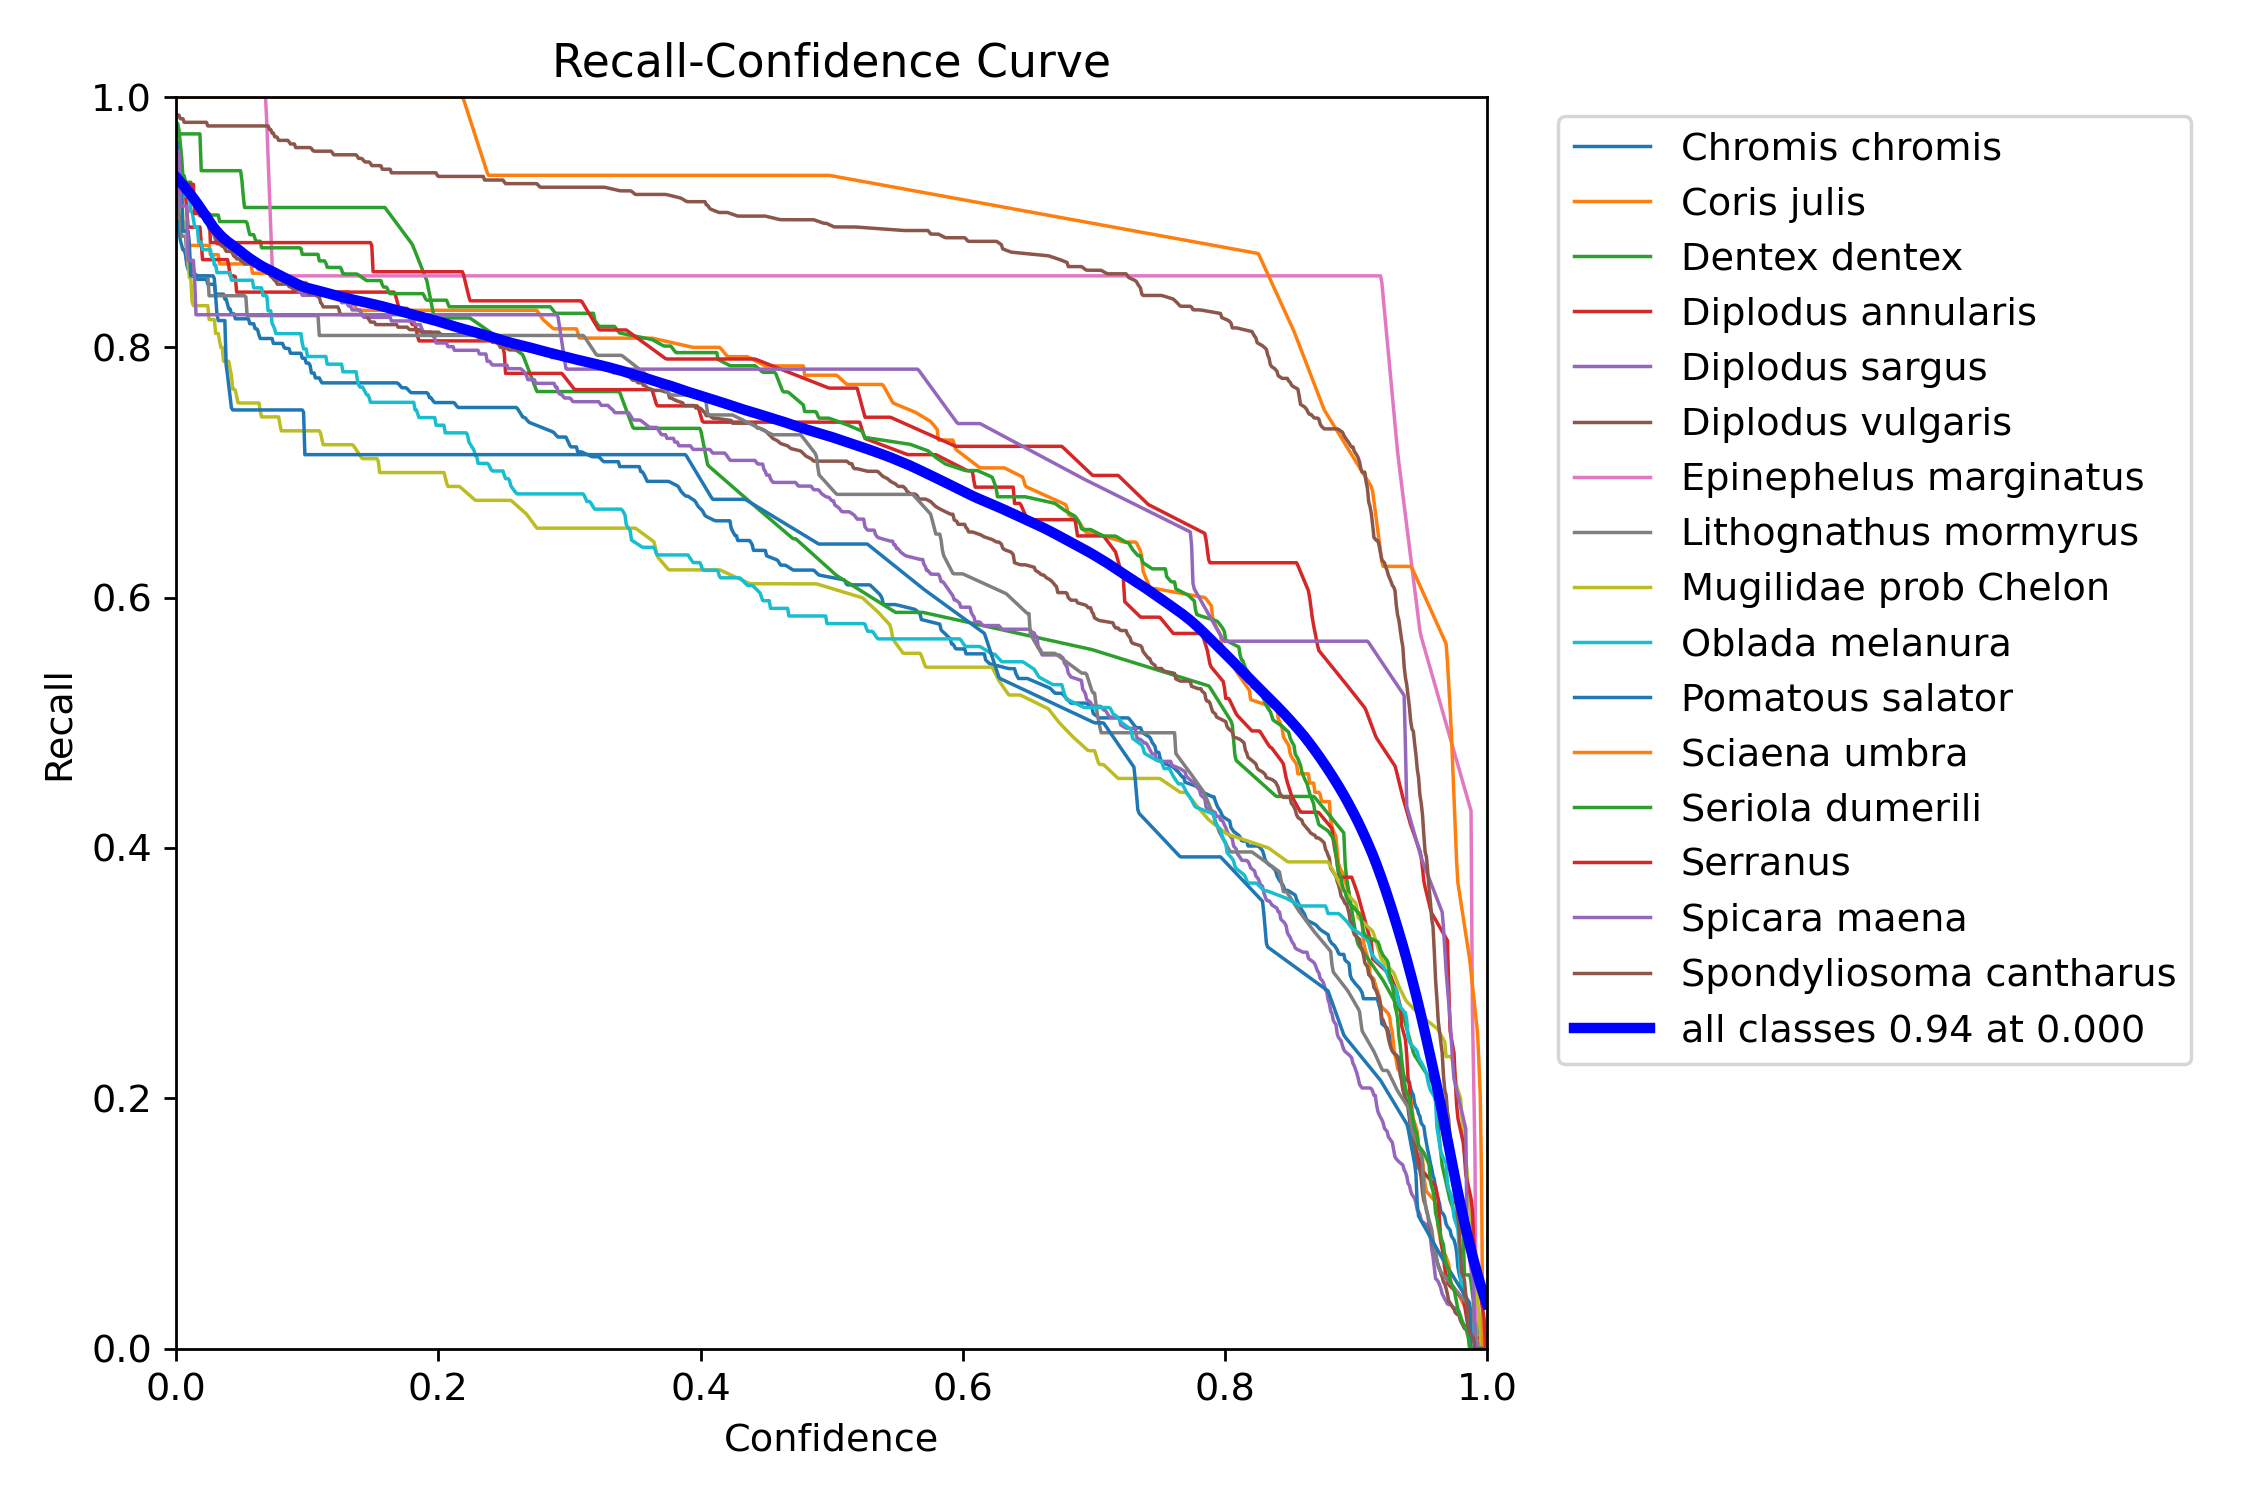 Recall-Confidence Curve
1.0
0.8
0.6
0.4
0.2
0.0
Recall
0.0 0.2 0.4 0.6 0.8 1.0
Confidence
Chromis chromis
Coris julis
Dentex dentex
Diplodus annularis
Diplodus sargus
Diplodus vulgaris
Epinephelus marginatus
Lithognathus mormyrus
Mugilidae prob Chelon
Oblada melanura
Pomatous salator
Sciaena umbra
Seriola dumerili
Serranus
Spicara maena
Spondyliosoma cantharus
all classes 0.94 at 0.000